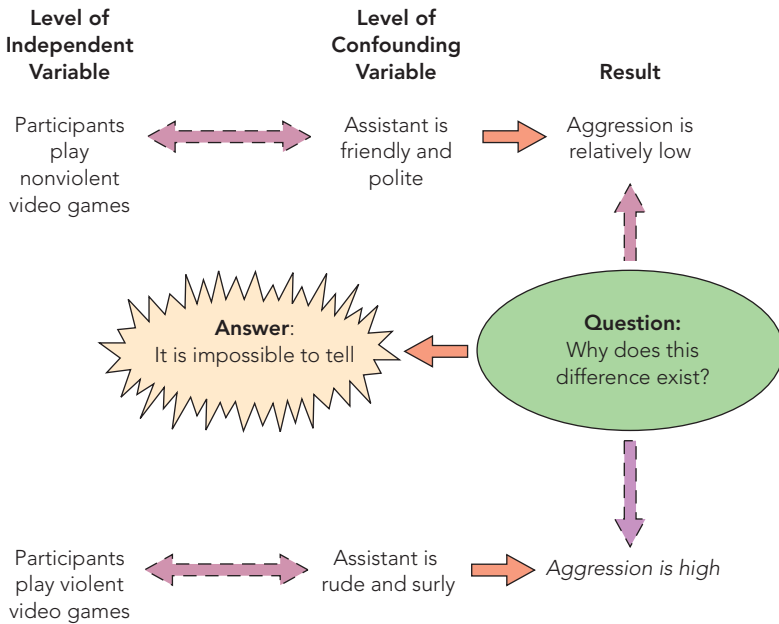 Level of
Independent
Variable
Level of
Confounding
Variable
Result
Participants
play
nonviolent
video games
Assistant is
friendly and
polite
Aggression is
relatively low
Answer:
It is impossible to tell
Question:
Why does this
difference exist?
Participants
play violent
video games
Assistant is
rude and surly
Aggression is high